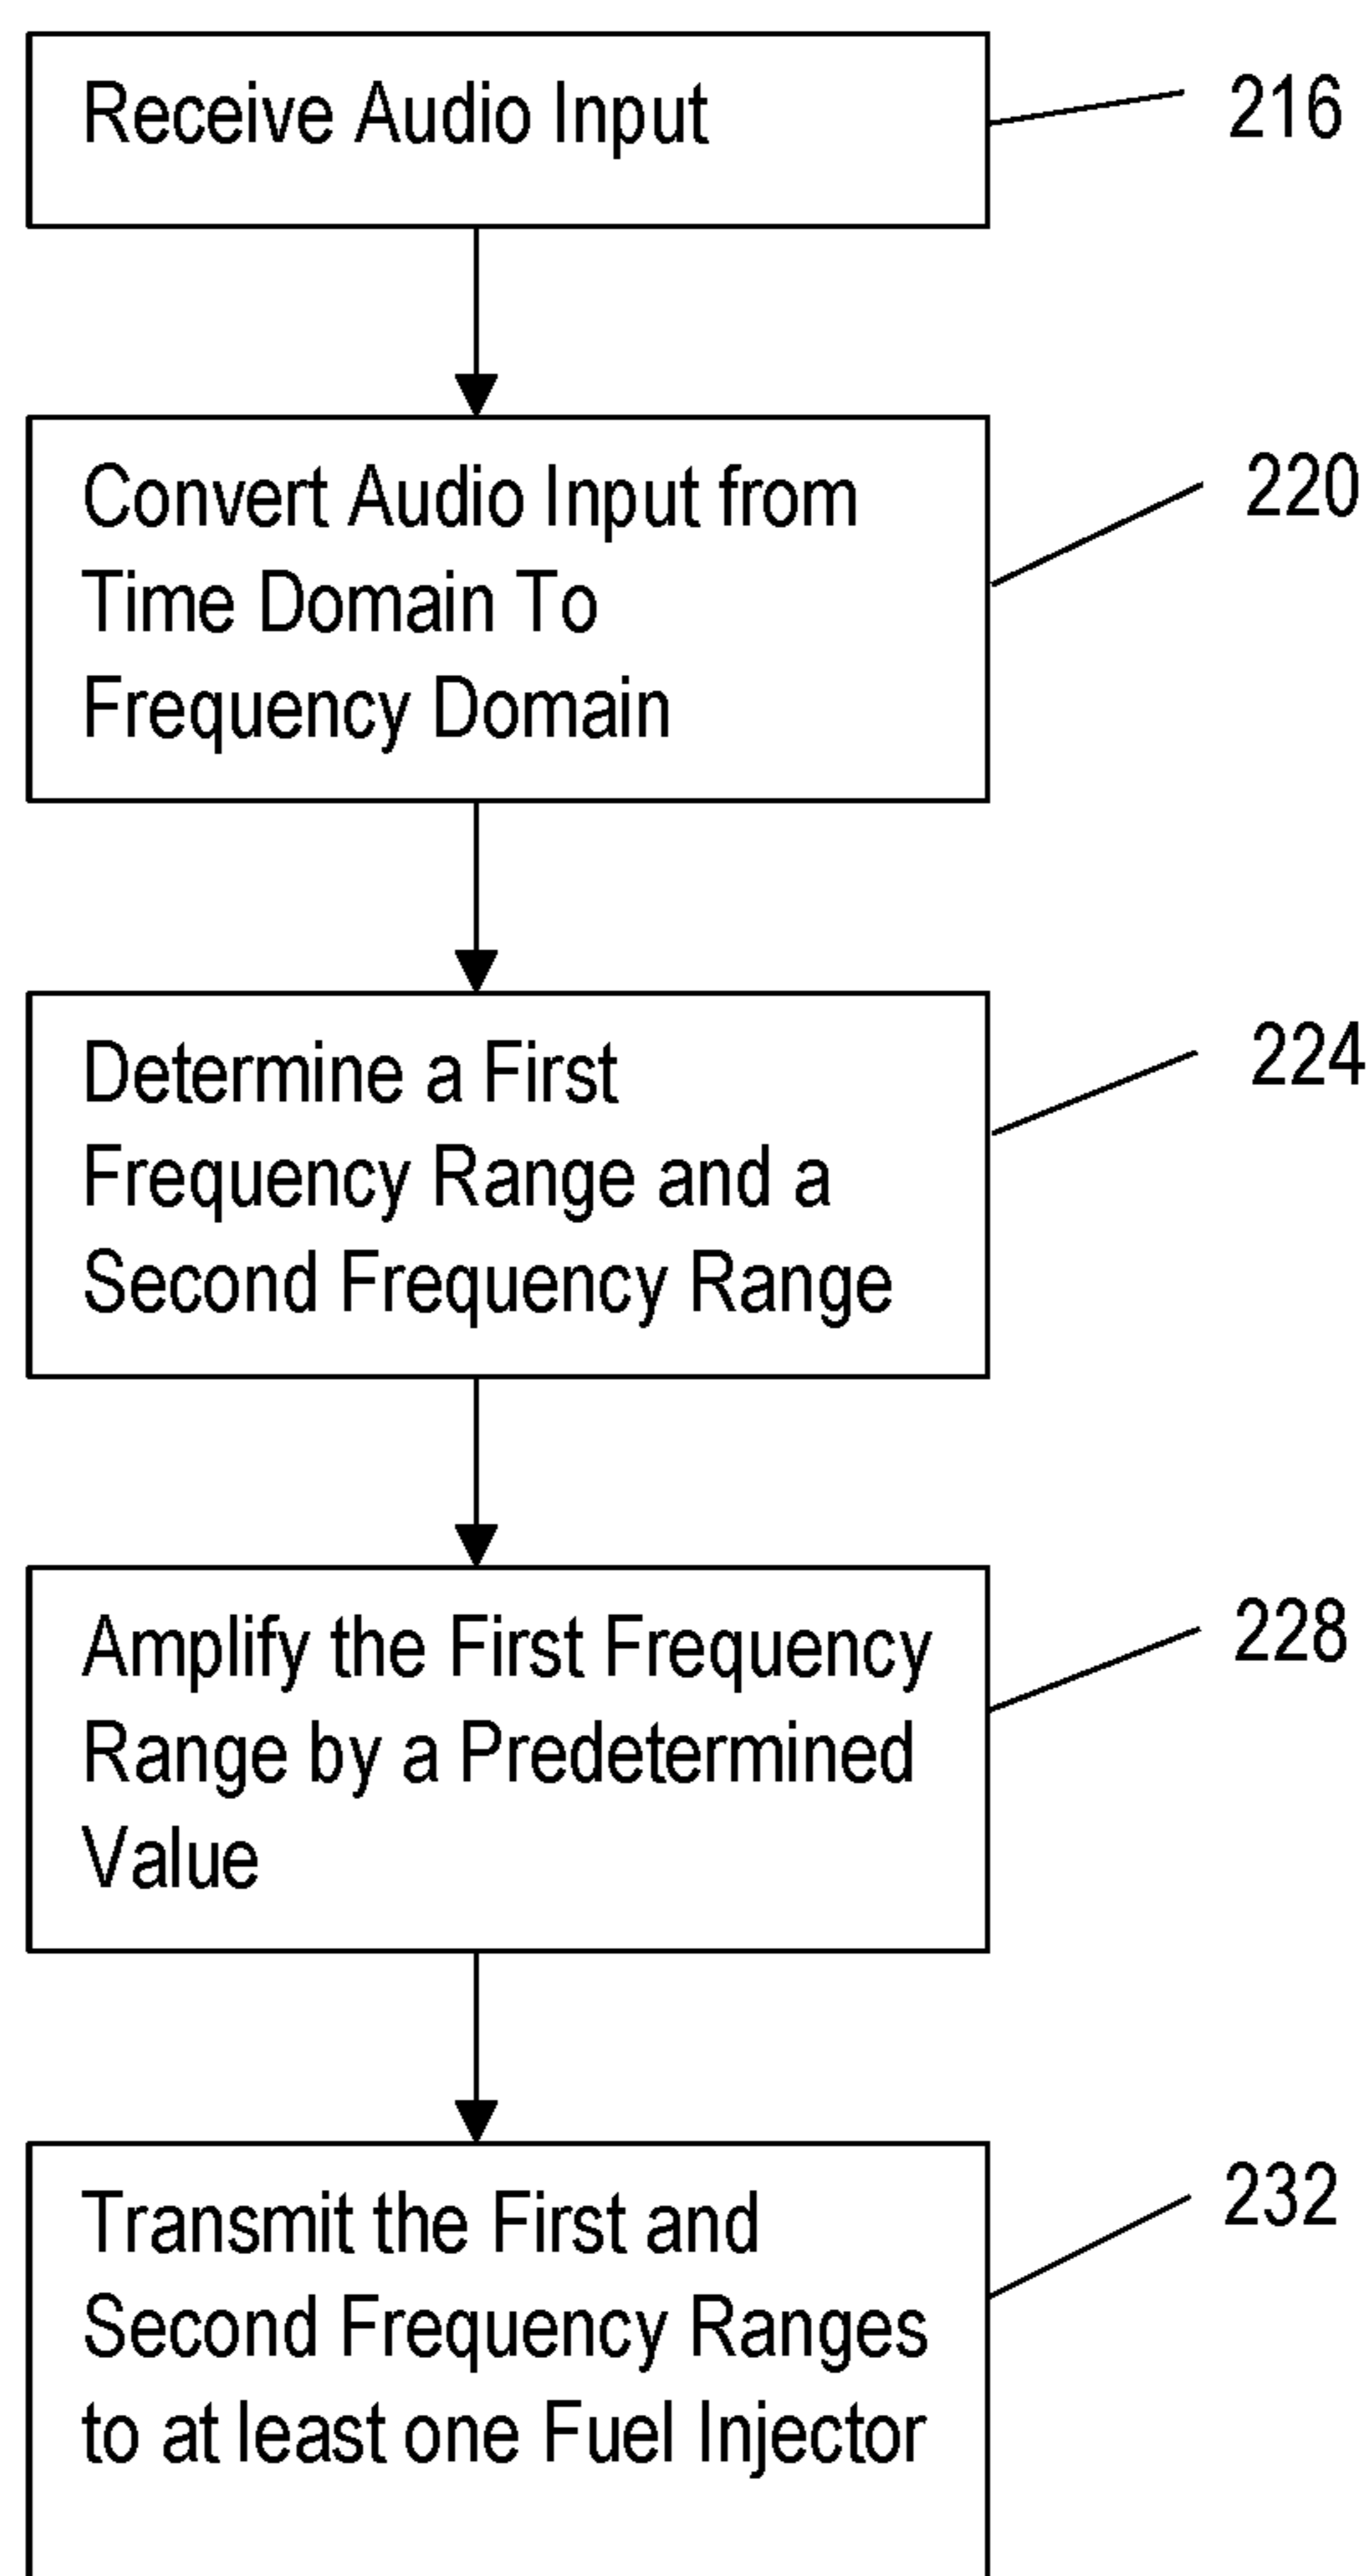 Receive Audio Input
216
Convert Audio Input from
Time Domain To
Frequency Domain
220
Determine a First
Frequency Range and a
Second Frequency Range
224
Amplify the First Frequency
Range by a Predetermined
Value
228
Transmit the First and
Second Frequency Ranges
to at least one Fuel Injector
232